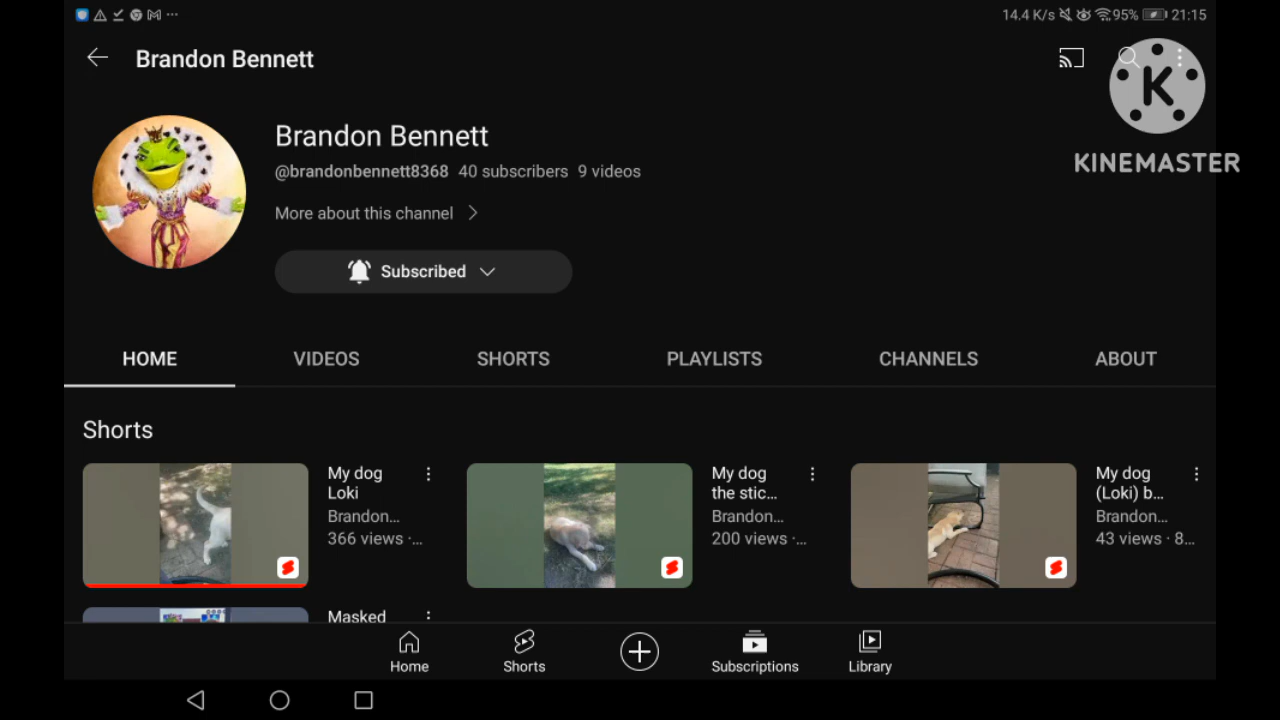 14.4 K/s 95% 21:15
Brandon Bennett
K
KINEMASTER
Brandon Bennett
@brandonbennett8368 40 subscribers 9 videos
More about this channel
Subscribed
HOME VIDEOS SHORTS PLAYLISTS CHANNELS ABOUT
Shorts
My dog
Loki
Brandon...
366 views ·...
My dog
the stic...
Brandon...
200 views ·...
My dog
(Loki) b...
Brandon...
43 views · 8...
Masked
Home Shorts Subscriptions Library